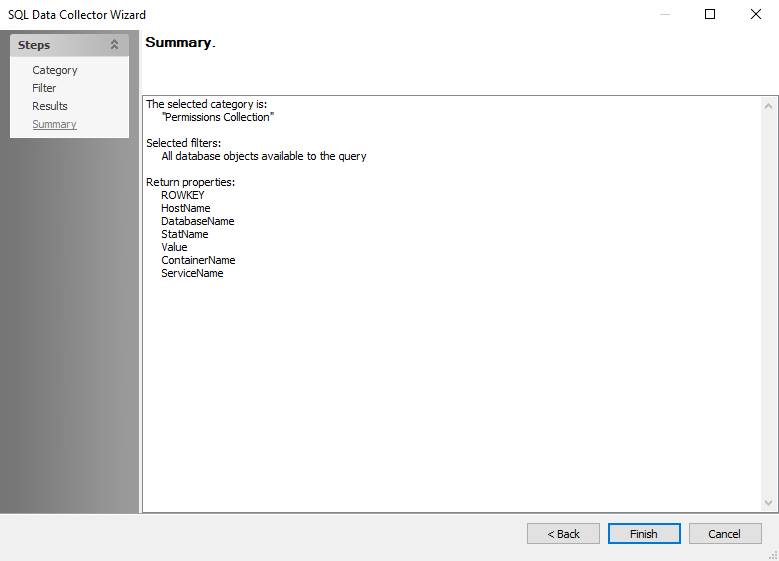 SQL Data Collector Wizard
Steps
Category
Filter
Results
Summary
Summary.
The selected category is:
"Permissions Collection"
Selected filters:
All database objects available to the query
Return properties:
ROWKEY
HostName
DatabaseName
StatName
Value
ContainerName
ServiceName
< Back
Finish
Cancel